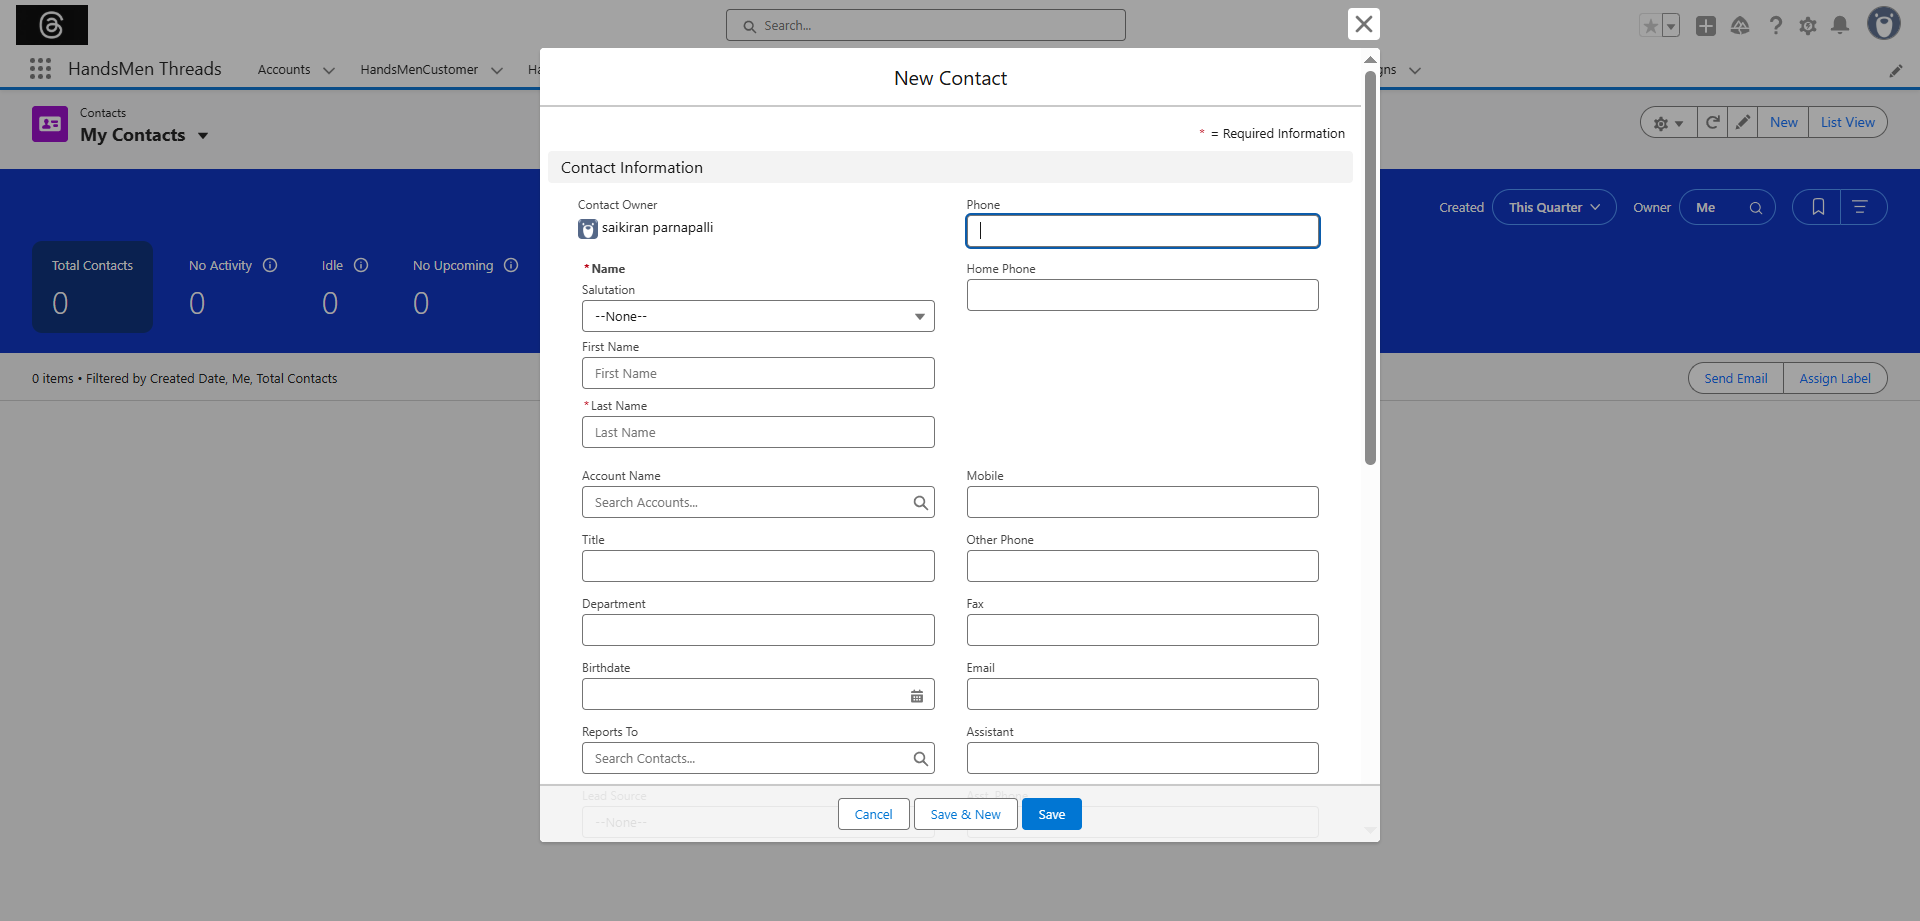 Search...
HandsMen Threads
Accounts
HandsMenCustomer
Ha
gns
Contacts
My Contacts
New
List View
Created
This Quarter
Owner
Me
Total Contacts
0
No Activity
0
Idle
0
No Upcoming
0
0 items • Filtered by Created Date, Me, Total Contacts
Send Email
Assign Label
New Contact
* = Required Information
Contact Information
Contact Owner
saikiran parnapalli
Phone
*Name
Salutation
--None--
Home Phone
First Name
First Name
*Last Name
Last Name
Account Name
Search Accounts...
Mobile
Title
Other Phone
Department
Fax
Birthdate
Email
Reports To
Search Contacts...
Assistant
Lead Source
--None--
Asst. Phone
Cancel
Save & New
Save